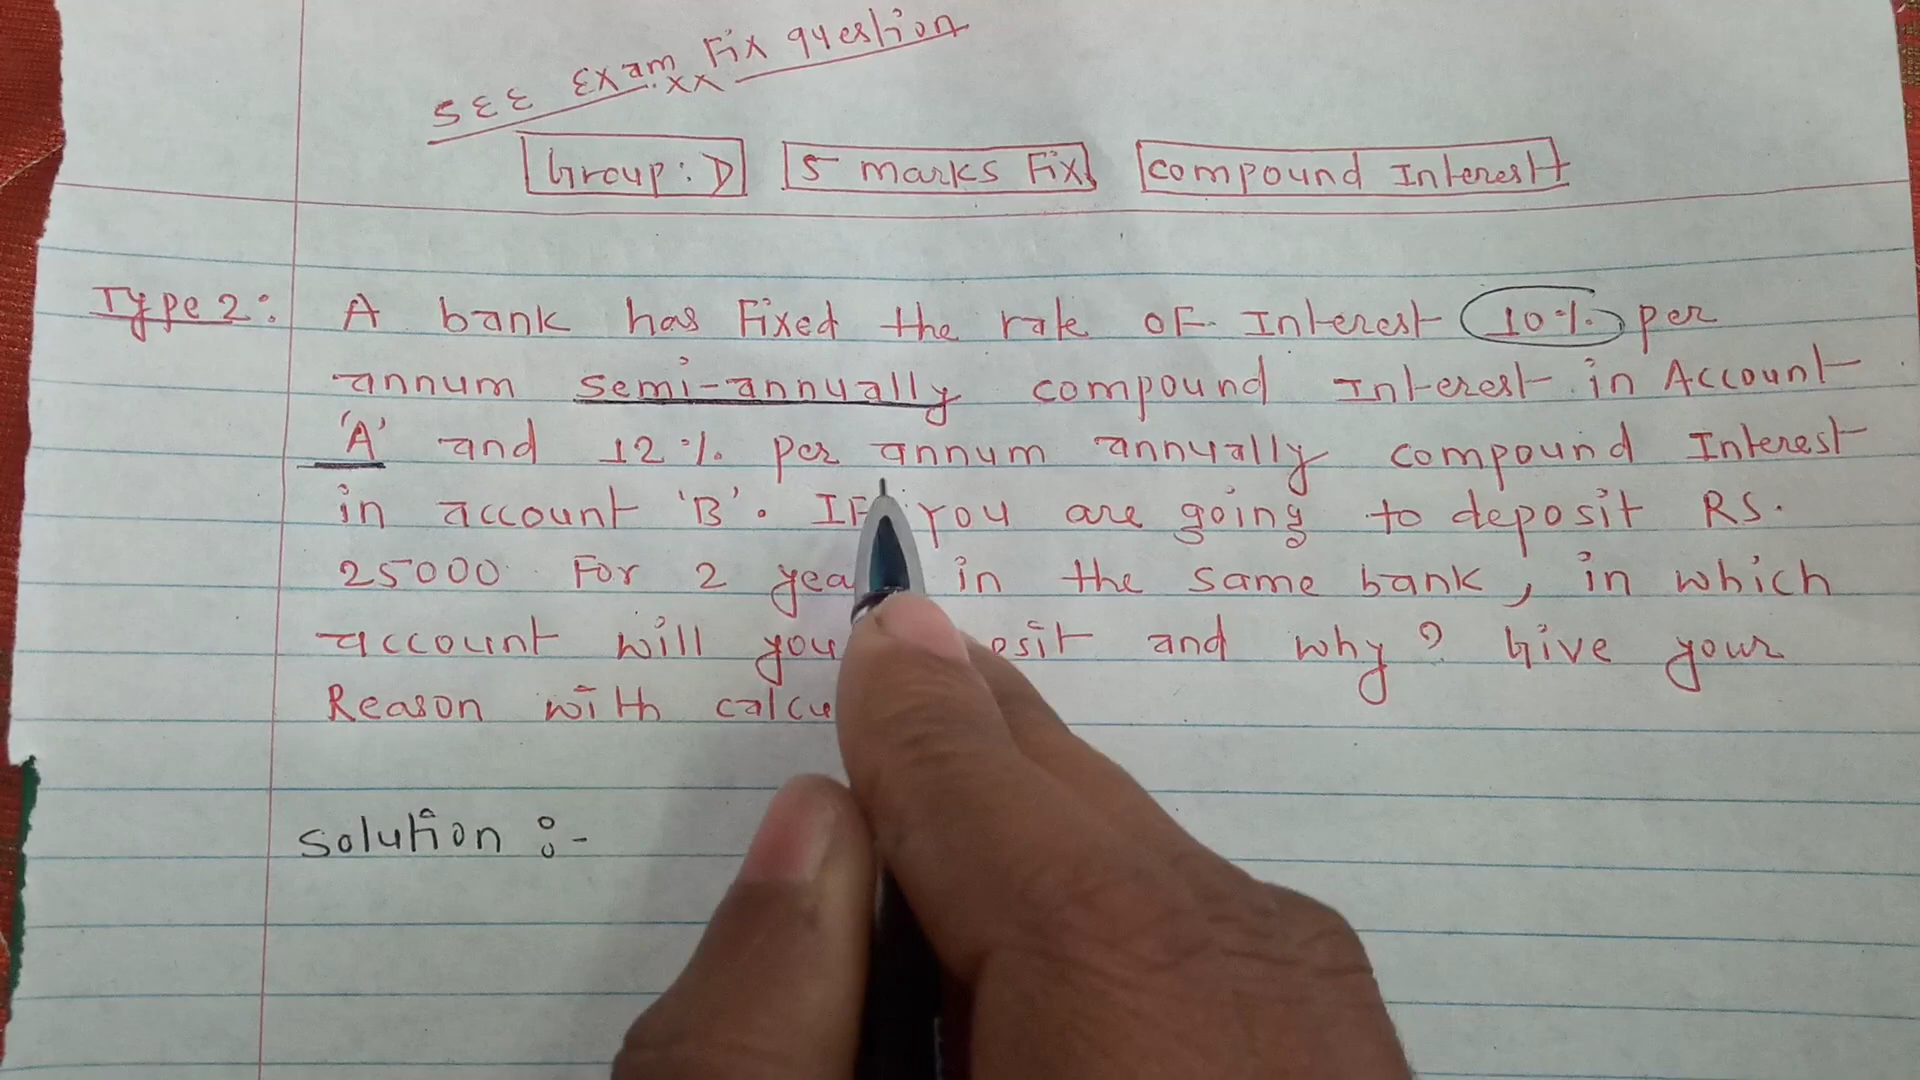 SEE Exam Fix question
xx
Group: D 5 marks Fix compound Interest
Type 2: A bank has Fixed the rate of Interest 10% per
annum semi-annually compound Interest in Account
'A' and 12% per annum annually compound Interest
in account 'B'. If you are going to deposit RS.
25000 For 2 in the same bank, in which
account will and why? Give your
Reason with
Solution :-